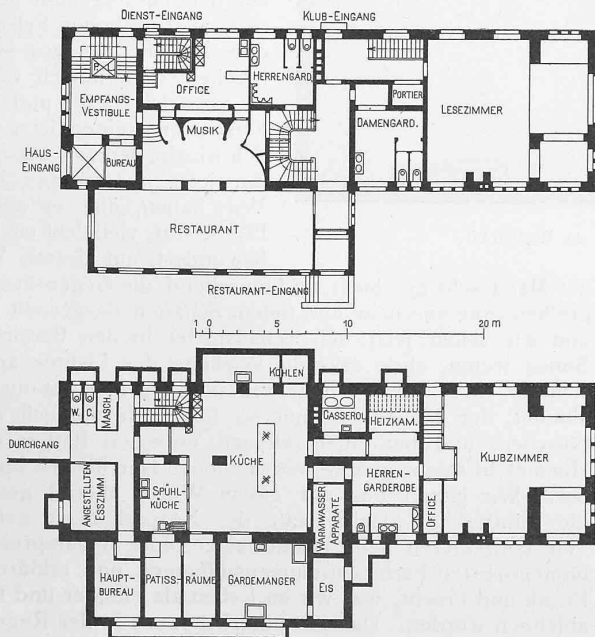 DIENST-EINGANG
KLUB-EINGANG
P.
OFFICE
HERRENGARD.
EMPFANGS-
VESTIBULE
PORTIER
LESEZIMMER
MUSIK
DAMENGARD.
HAUS-
EINGANG
BUREAU
RESTAURANT
RESTAURANT-EINGANG
1 0 5 10 20 m
KOHLEN
W. C.
MASCH.
CASSEROL.
HEIZKAM.
DURCHGANG
KÜCHE
KLUBZIMMER
ANGESTELLTEN
ESSZIMM.
SPÜHL-
KÜCHE
HERREN-
GARDEROBE
WARMWASSER
APPARATE
OFFICE
HAUPT-
BUREAU
PATISS-
RÄUME
GARDEMANGER
EIS